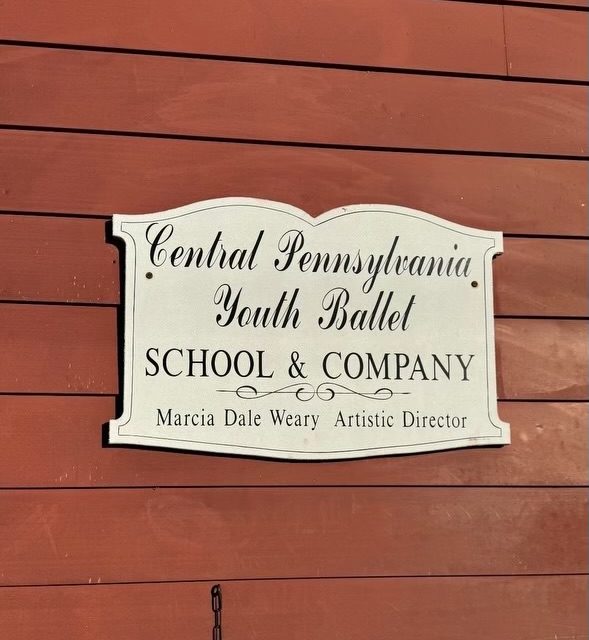 Central Pennsylvania
Youth Ballet
SCHOOL & COMPANY
Marcia Dale Weary Artistic Director